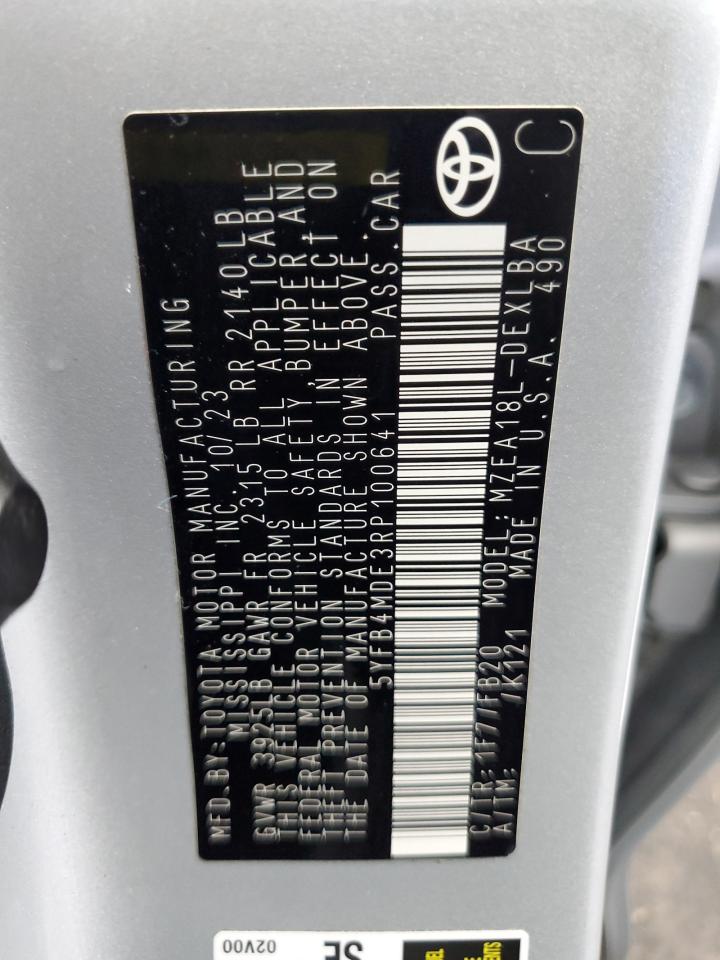 MFD.BY: TOYOTA MOTOR MANUFACTURING
MISSISSIPPI INC. 10/23
GVWR 3925LB GAWR FR 2315 LB RR 2140 LB
THIS VEHICLE CONFORMS TO ALL APPLICABLE
FEDERAL MOTOR VEHICLE SAFETY, BUMPER, AND
THEFT PREVENTION STANDARDS IN EFFECT ON
THE DATE OF MANUFACTURE SHOWN ABOVE.
5YFB4MDE3RP100641 PASS. CAR
C/TR: 1F7/FB20 MODEL: MZEA18L-DEXLBA
A/TM: /K121 MADE IN U.S.A. 490
C
02V00
SE